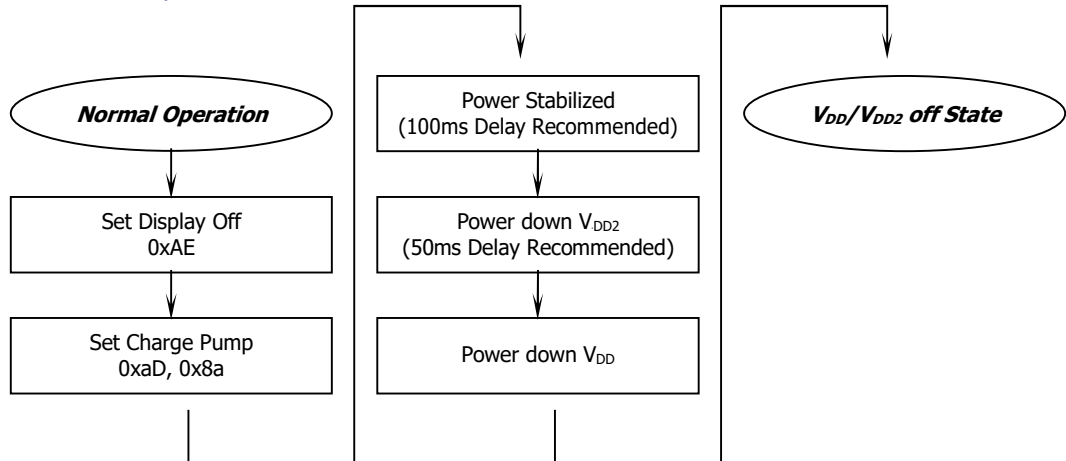 Normal Operation
Set Display Off
0xAE
Set Charge Pump
0xaD, 0x8a
Power Stabilized
(100ms Delay Recommended)
Power down VDD2
(50ms Delay Recommended)
Power down VDD
VDD/VDD2 off State